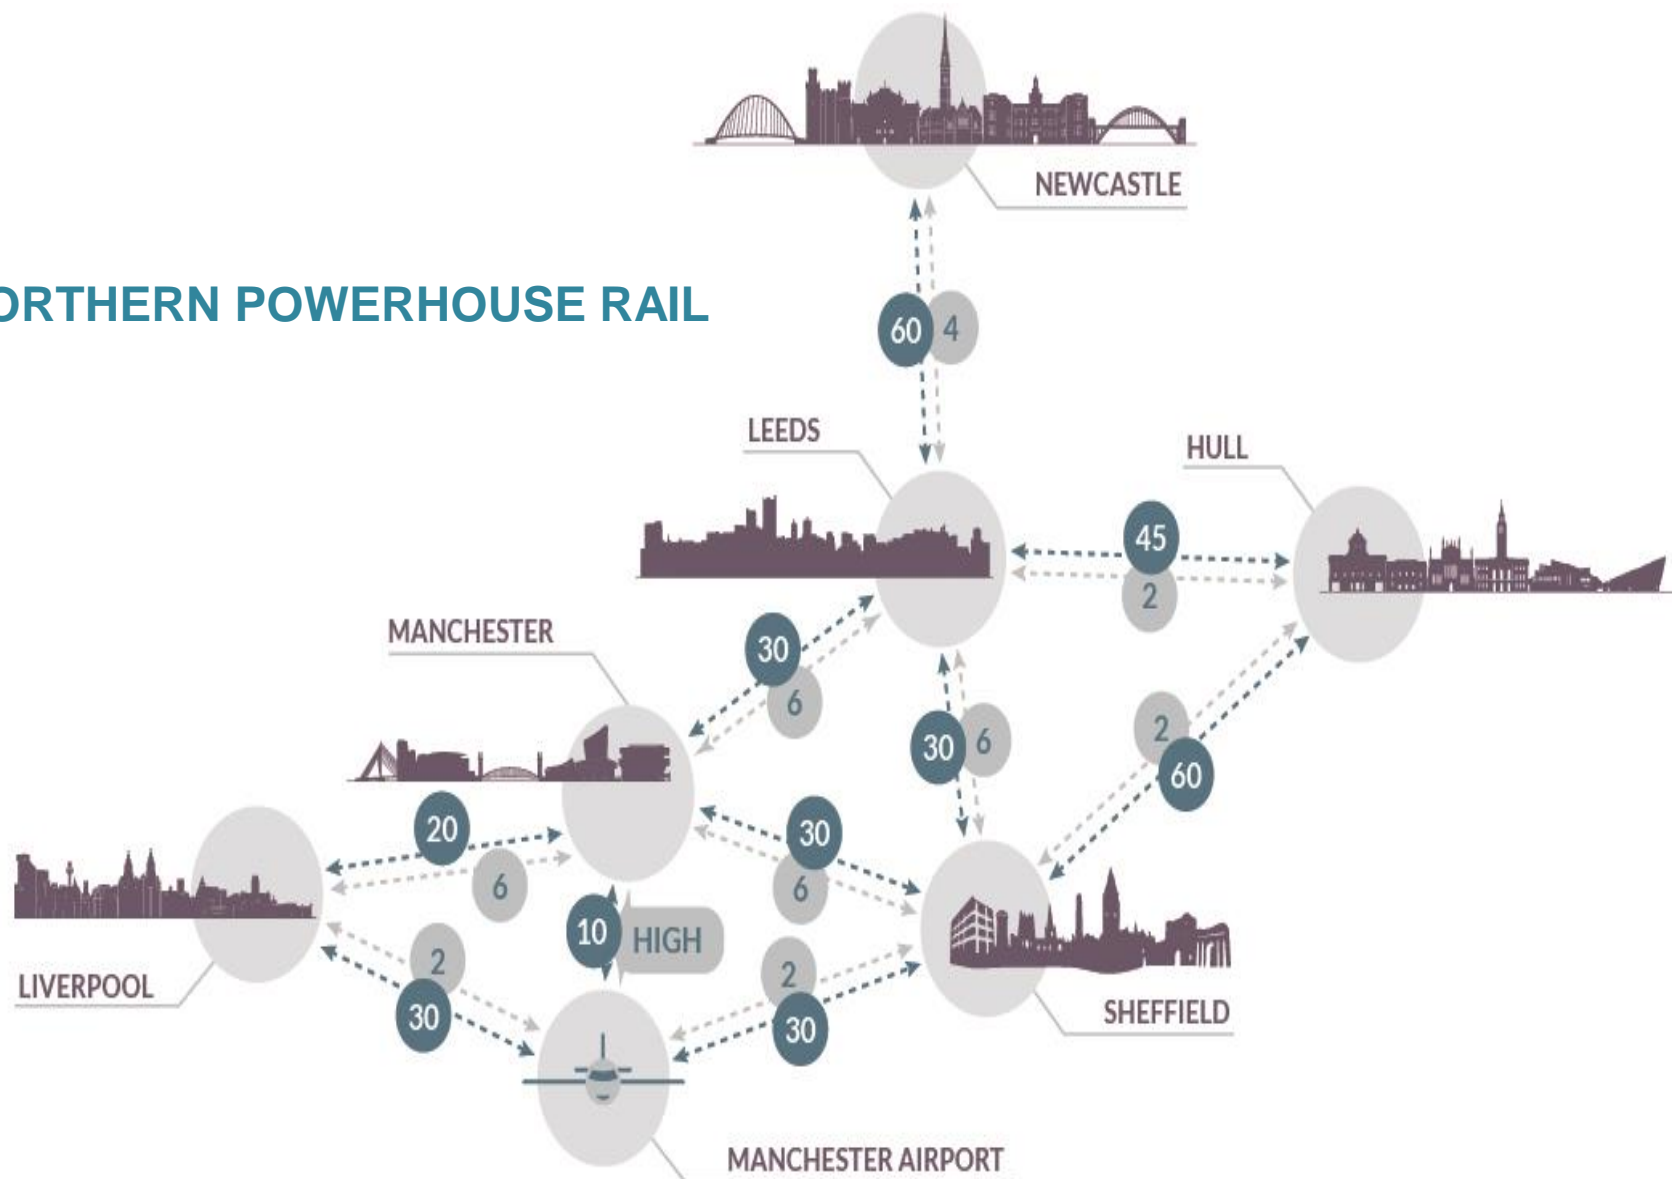 NEWCASTLE
ORTHERN POWERHOUSE RAIL
60 4
LEEDS
HULL
45
2
MANCHESTER
30
6
30 6
2
60
20
6
30
6
10 HIGH
LIVERPOOL
2
30
2
30
SHEFFIELD
MANCHESTER AIRPORT